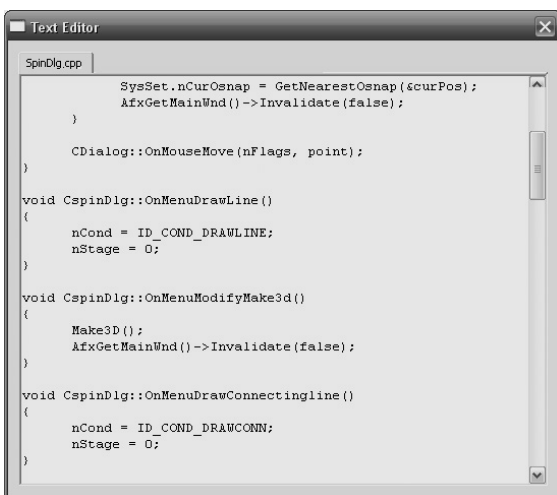 Text Editor
SpinDlg.cpp
SysSet.nCurOsnap = GetNearestOsnap(&curPos);
AfxGetMainWnd()->Invalidate(false);
}
CDialog::OnMouseMove(nFlags, point);
}
void CspinDlg::OnMenuDrawLine()
{
nCond = ID_COND_DRAWLINE;
nStage = 0;
}
void CspinDlg::OnMenuModifyMake3d()
{
Make3D();
AfxGetMainWnd()->Invalidate(false);
}
void CspinDlg::OnMenuDrawConnectingline()
{
nCond = ID_COND_DRAWCONN;
nStage = 0;
}